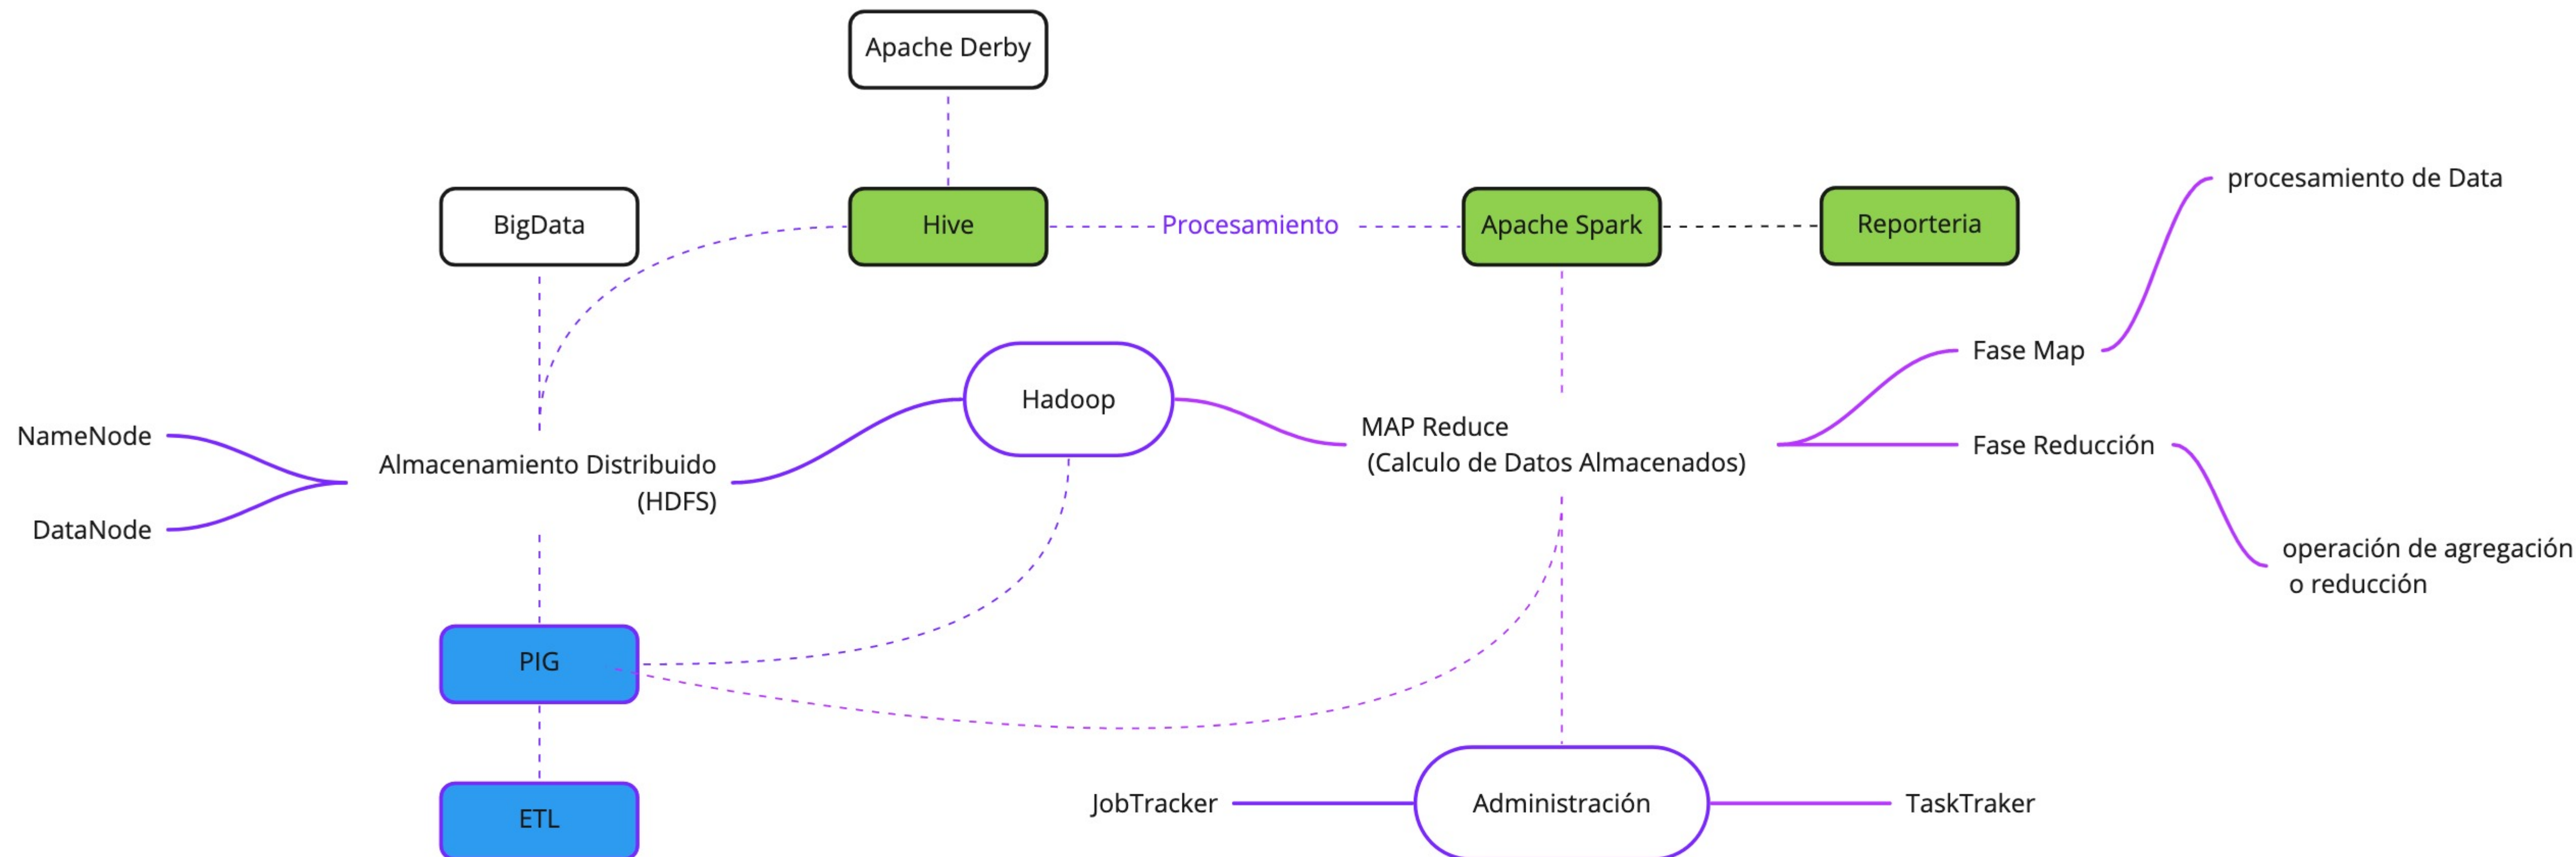 Apache Derby
BigData
Hive
Procesamiento
Apache Spark
Reporteria
procesamiento de Data
Hadoop
Fase Map
NameNode
MAP Reduce
(Calculo de Datos Almacenados)
Fase Reducción
Almacenamiento Distribuido
(HDFS)
DataNode
operación de agregación
o reducción
PIG
ETL
JobTracker
Administración
TaskTraker